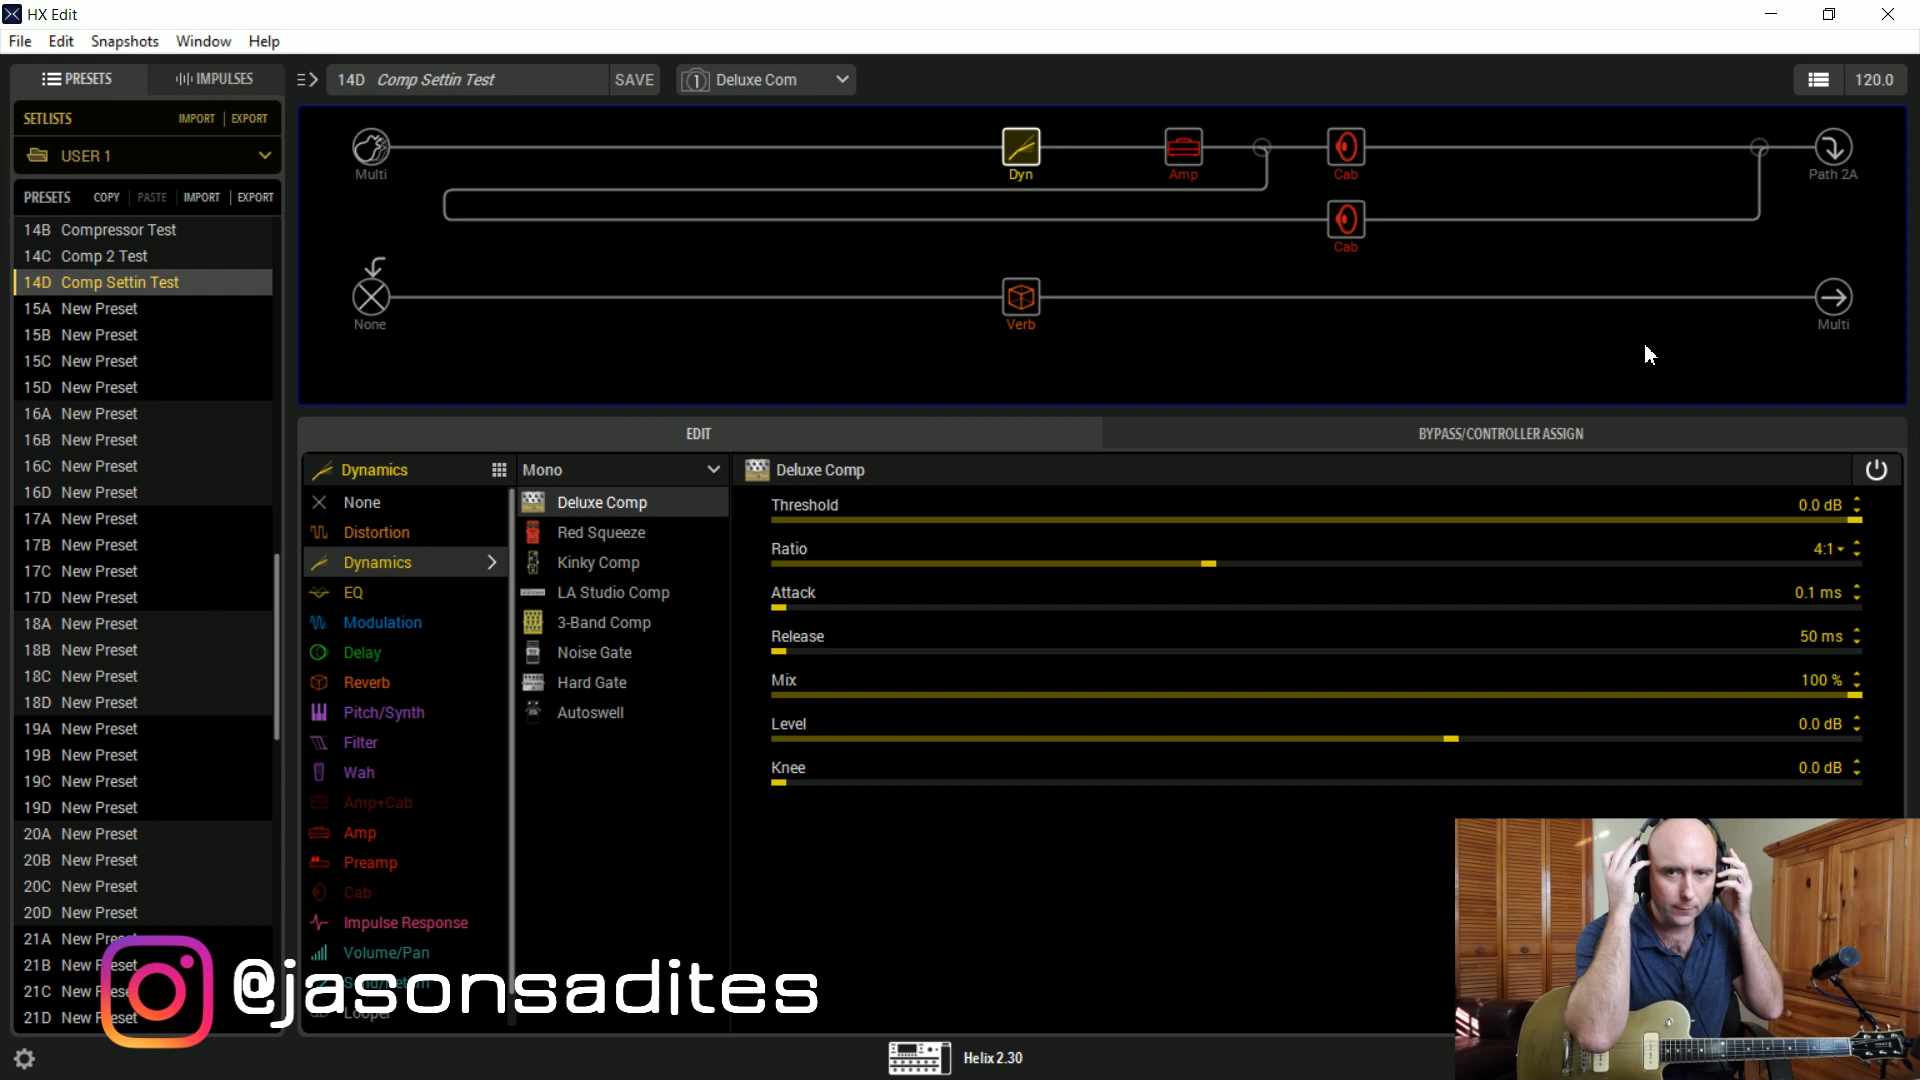 HX Edit
File Edit Snapshots Window Help
PRESETS IMPULSES 14D Comp Settin Test SAVE 1 Deluxe Com 120.0
SETLISTS IMPORT EXPORT
USER 1
PRESETS COPY PASTE IMPORT EXPORT
14B Compressor Test
14C Comp 2 Test
14D Comp Settin Test
15A New Preset
15B New Preset
15C New Preset
15D New Preset
16A New Preset
16B New Preset
16C New Preset
16D New Preset
17A New Preset
17B New Preset
17C New Preset
17D New Preset
18A New Preset
18B New Preset
18C New Preset
18D New Preset
19A New Preset
19B New Preset
19C New Preset
19D New Preset
20A New Preset
20B New Preset
20C New Preset
20D New Preset
21A New Preset
21B New Preset
21C New Preset
21D New Preset
Multi Dyn Amp Cab Path 2A
Cab
None Verb Multi
EDIT BYPASS/CONTROLLER ASSIGN
Dynamics Mono Deluxe Comp
None
Distortion
Dynamics
EQ
Modulation
Delay
Reverb
Pitch/Synth
Filter
Wah
Amp+Cab
Amp
Preamp
Cab
Impulse Response
Volume/Pan
Send/Return
Looper
Deluxe Comp
Red Squeeze
Kinky Comp
LA Studio Comp
3-Band Comp
Noise Gate
Hard Gate
Autoswell
Threshold 0.0 dB
Ratio 4:1
Attack 0.1 ms
Release 50 ms
Mix 100 %
Level 0.0 dB
Knee 0.0 dB
@jasonsadites
Helix 2.30